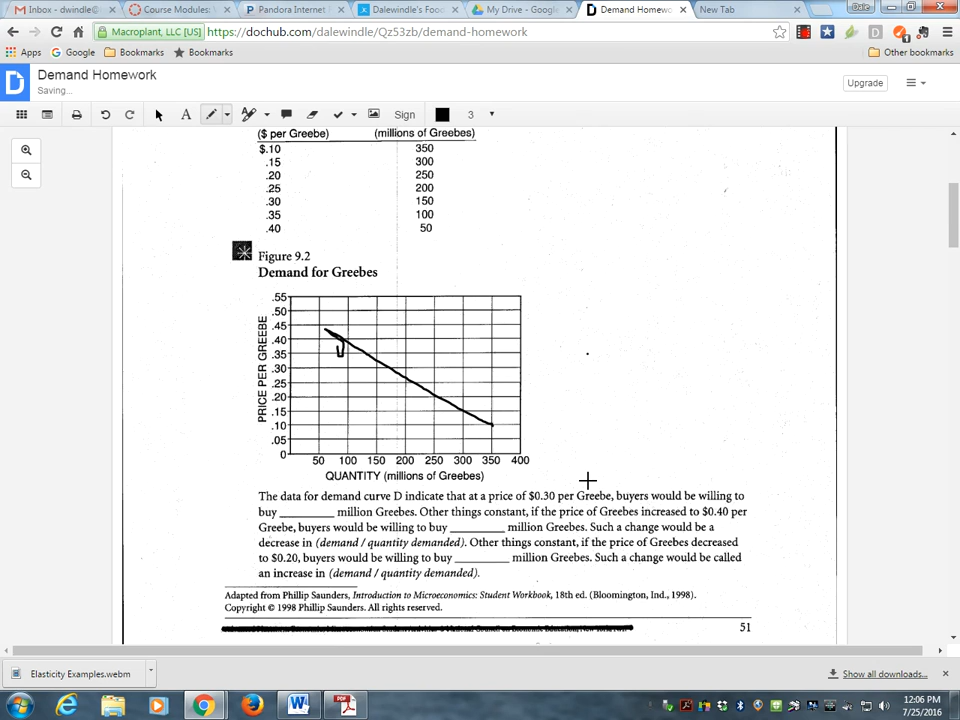 Inbox - dwindle@
Course Modules:
Pandora Internet
Dalewindle's Foo
My Drive - Google
Demand Homewo
New Tab
Dale
Macroplant, LLC [US]
https://dochub.com/dalewindle/Qz53zb/demand-homework
Apps
Google
Bookmarks
Bookmarks
Other bookmarks
Demand Homework
Saving...
Upgrade
A
Sign
3
($ per Greebe) (millions of Greebes)
$.10 350
.15 300
.20 250
.25 200
.30 150
.35 100
.40 50
Figure 9.2
Demand for Greebes
PRICE PER GREEBE
.55
.50
.45
.40
.35
.30
.25
.20
.15
.10
.05
0
50 100 150 200 250 300 350 400
QUANTITY (millions of Greebes)
The data for demand curve D indicate that at a price of $0.30 per Greebe, buyers would be willing to
buy ________ million Greebes. Other things constant, if the price of Greebes increased to $0.40 per
Greebe, buyers would be willing to buy ________ million Greebes. Such a change would be a
decrease in (demand / quantity demanded). Other things constant, if the price of Greebes decreased
to $0.20, buyers would be willing to buy ________ million Greebes. Such a change would be called
an increase in (demand / quantity demanded).
Adapted from Phillip Saunders, Introduction to Microeconomics: Student Workbook, 18th ed. (Bloomington, Ind., 1998).
Copyright © 1998 Phillip Saunders. All rights reserved.
51
Elasticity Examples.webm
Show all downloads...
12:06 PM
7/25/2016